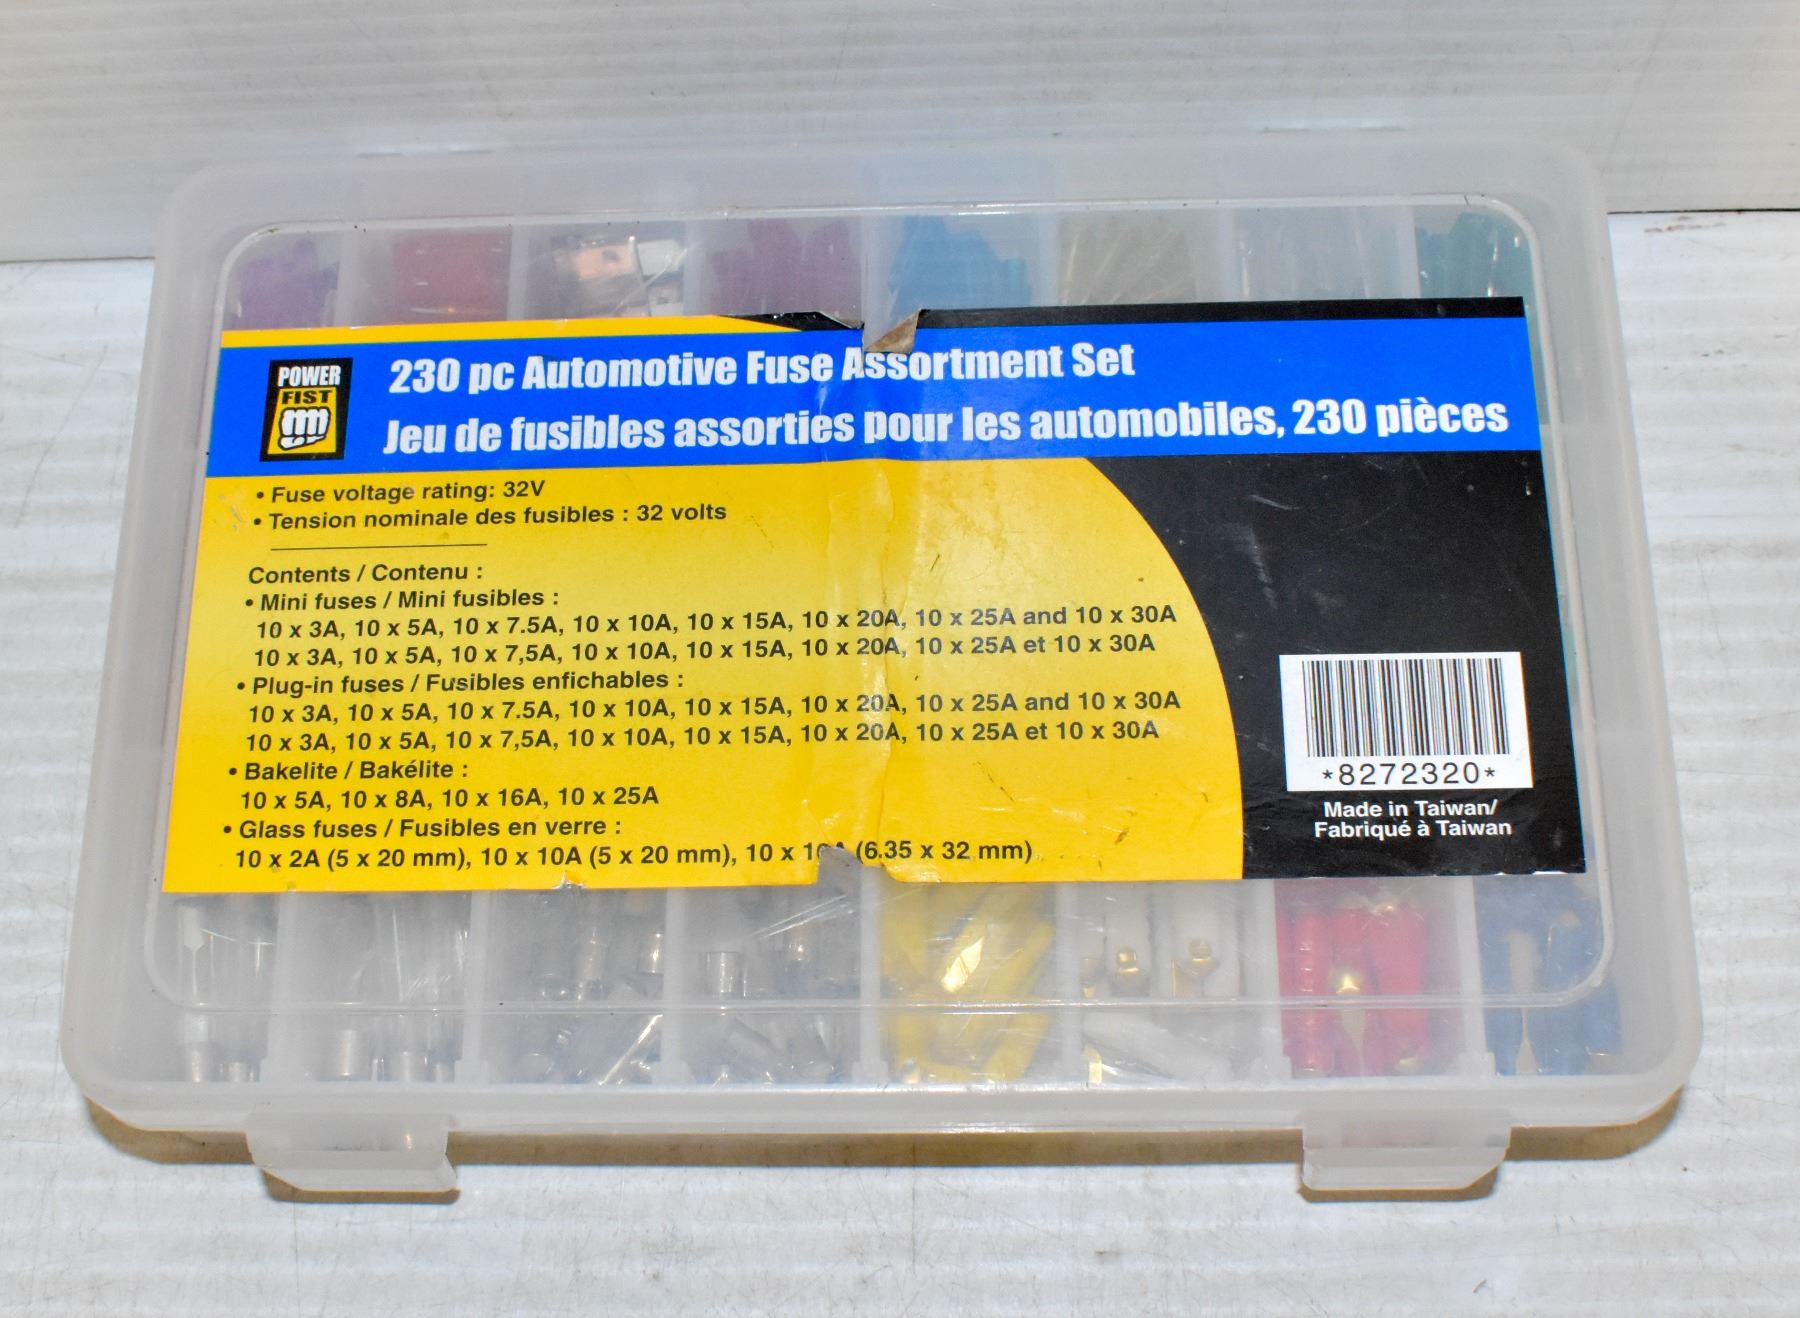 POWER
FIST
230 pc Automotive Fuse Assortment Set
Jeu de fusibles assorties pour les automobiles, 230 pièces
• Fuse voltage rating: 32V
• Tension nominale des fusibles : 32 volts
Contents / Contenu :
• Mini fuses / Mini fusibles :
10 x 3A, 10 x 5A, 10 x 7.5A, 10 x 10A, 10 x 15A, 10 x 20A, 10 x 25A and 10 x 30A
10 x 3A, 10 x 5A, 10 x 7,5A, 10 x 10A, 10 x 15A, 10 x 20A, 10 x 25A et 10 x 30A
• Plug-in fuses / Fusibles enfichables :
10 x 3A, 10 x 5A, 10 x 7.5A, 10 x 10A, 10 x 15A, 10 x 20A, 10 x 25A and 10 x 30A
10 x 3A, 10 x 5A, 10 x 7,5A, 10 x 10A, 10 x 15A, 10 x 20A, 10 x 25A et 10 x 30A
• Bakelite / Bakélite :
10 x 5A, 10 x 8A, 10 x 16A, 10 x 25A
• Glass fuses / Fusibles en verre :
10 x 2A (5 x 20 mm), 10 x 10A (5 x 20 mm), 10 x (6.35 x 32 mm)
*8272320*
Made in Taiwan/
Fabriqué à Taiwan